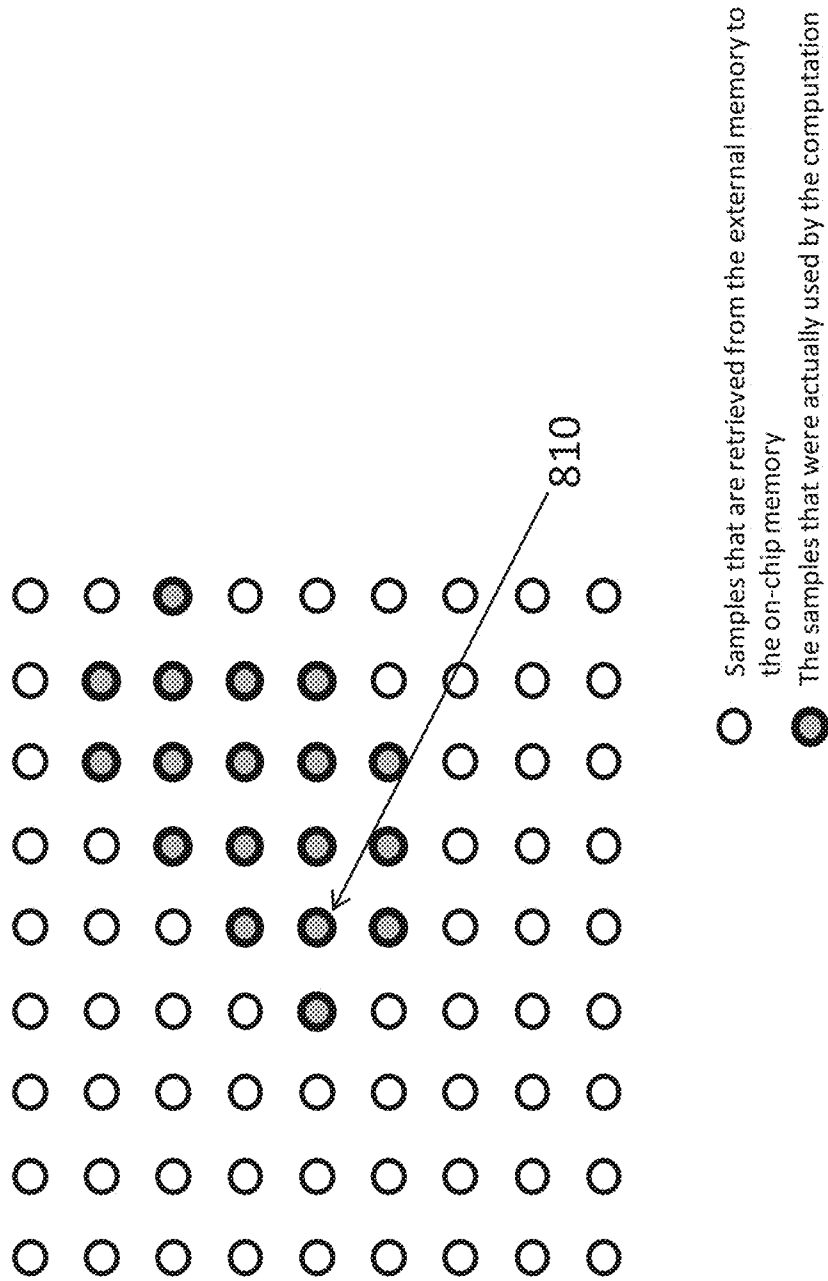 810
Samples that are retrieved from the external memory to
the on-chip memory
The samples that were actually used by the computation